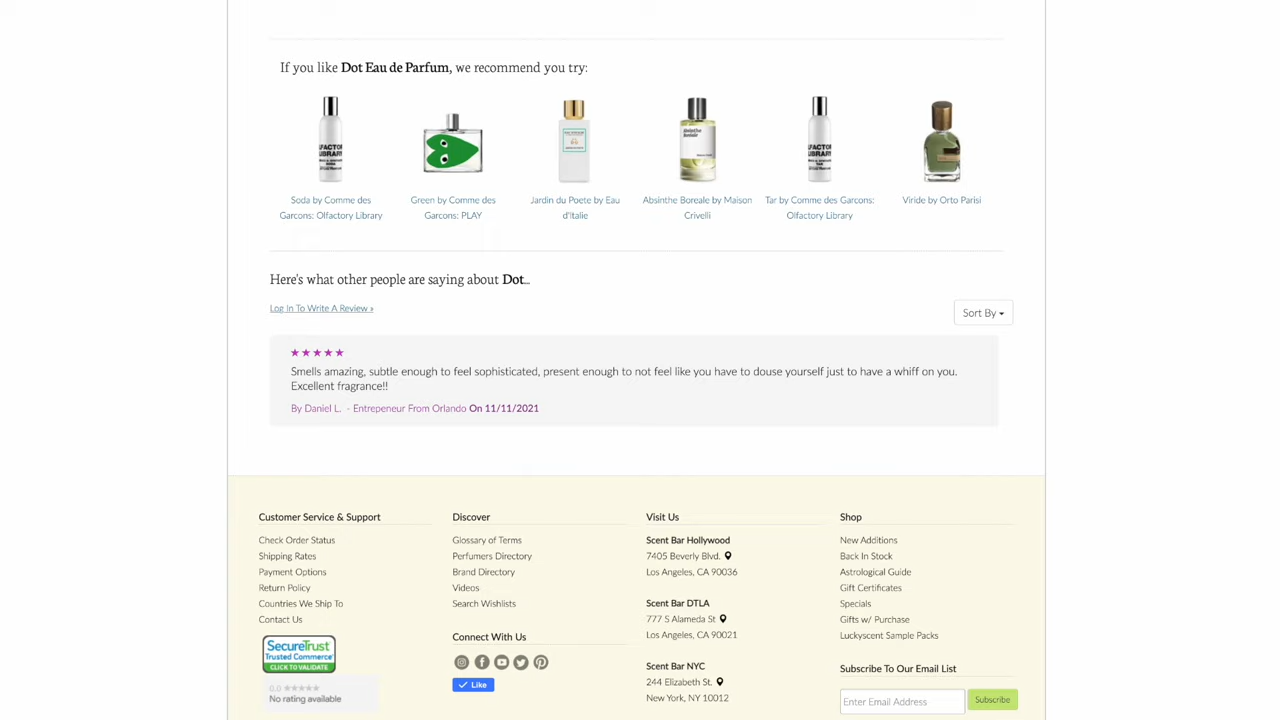 If you like Dot Eau de Parfum, we recommend you try:
Soda by Comme des
Garcons: Olfactory Library
Green by Comme des
Garcons: PLAY
Jardin du Poete by Eau
d'Italie
Absinthe Boreale by Maison
Crivelli
Tar by Comme des Garcons:
Olfactory Library
Viride by Orto Parisi
Here's what other people are saying about Dot...
Log In To Write A Review »
Sort By
Smells amazing, subtle enough to feel sophisticated, present enough to not feel like you have to douse yourself just to have a whiff on you.
Excellent fragrance!!
By Daniel L. - Entrepeneur From Orlando On 11/11/2021
Customer Service & Support
Check Order Status
Shipping Rates
Payment Options
Return Policy
Countries We Ship To
Contact Us
SecureTrust
Trusted Commerce
CLICK TO VALIDATE
0.0
No rating available
Discover
Glossary of Terms
Perfumers Directory
Brand Directory
Videos
Search Wishlists
Connect With Us
Like
Visit Us
Scent Bar Hollywood
7405 Beverly Blvd.
Los Angeles, CA 90036
Scent Bar DTLA
777 S Alameda St
Los Angeles, CA 90021
Scent Bar NYC
244 Elizabeth St.
New York, NY 10012
Shop
New Additions
Back In Stock
Astrological Guide
Gift Certificates
Specials
Gifts w/ Purchase
Luckyscent Sample Packs
Subscribe To Our Email List
Enter Email Address
Subscribe